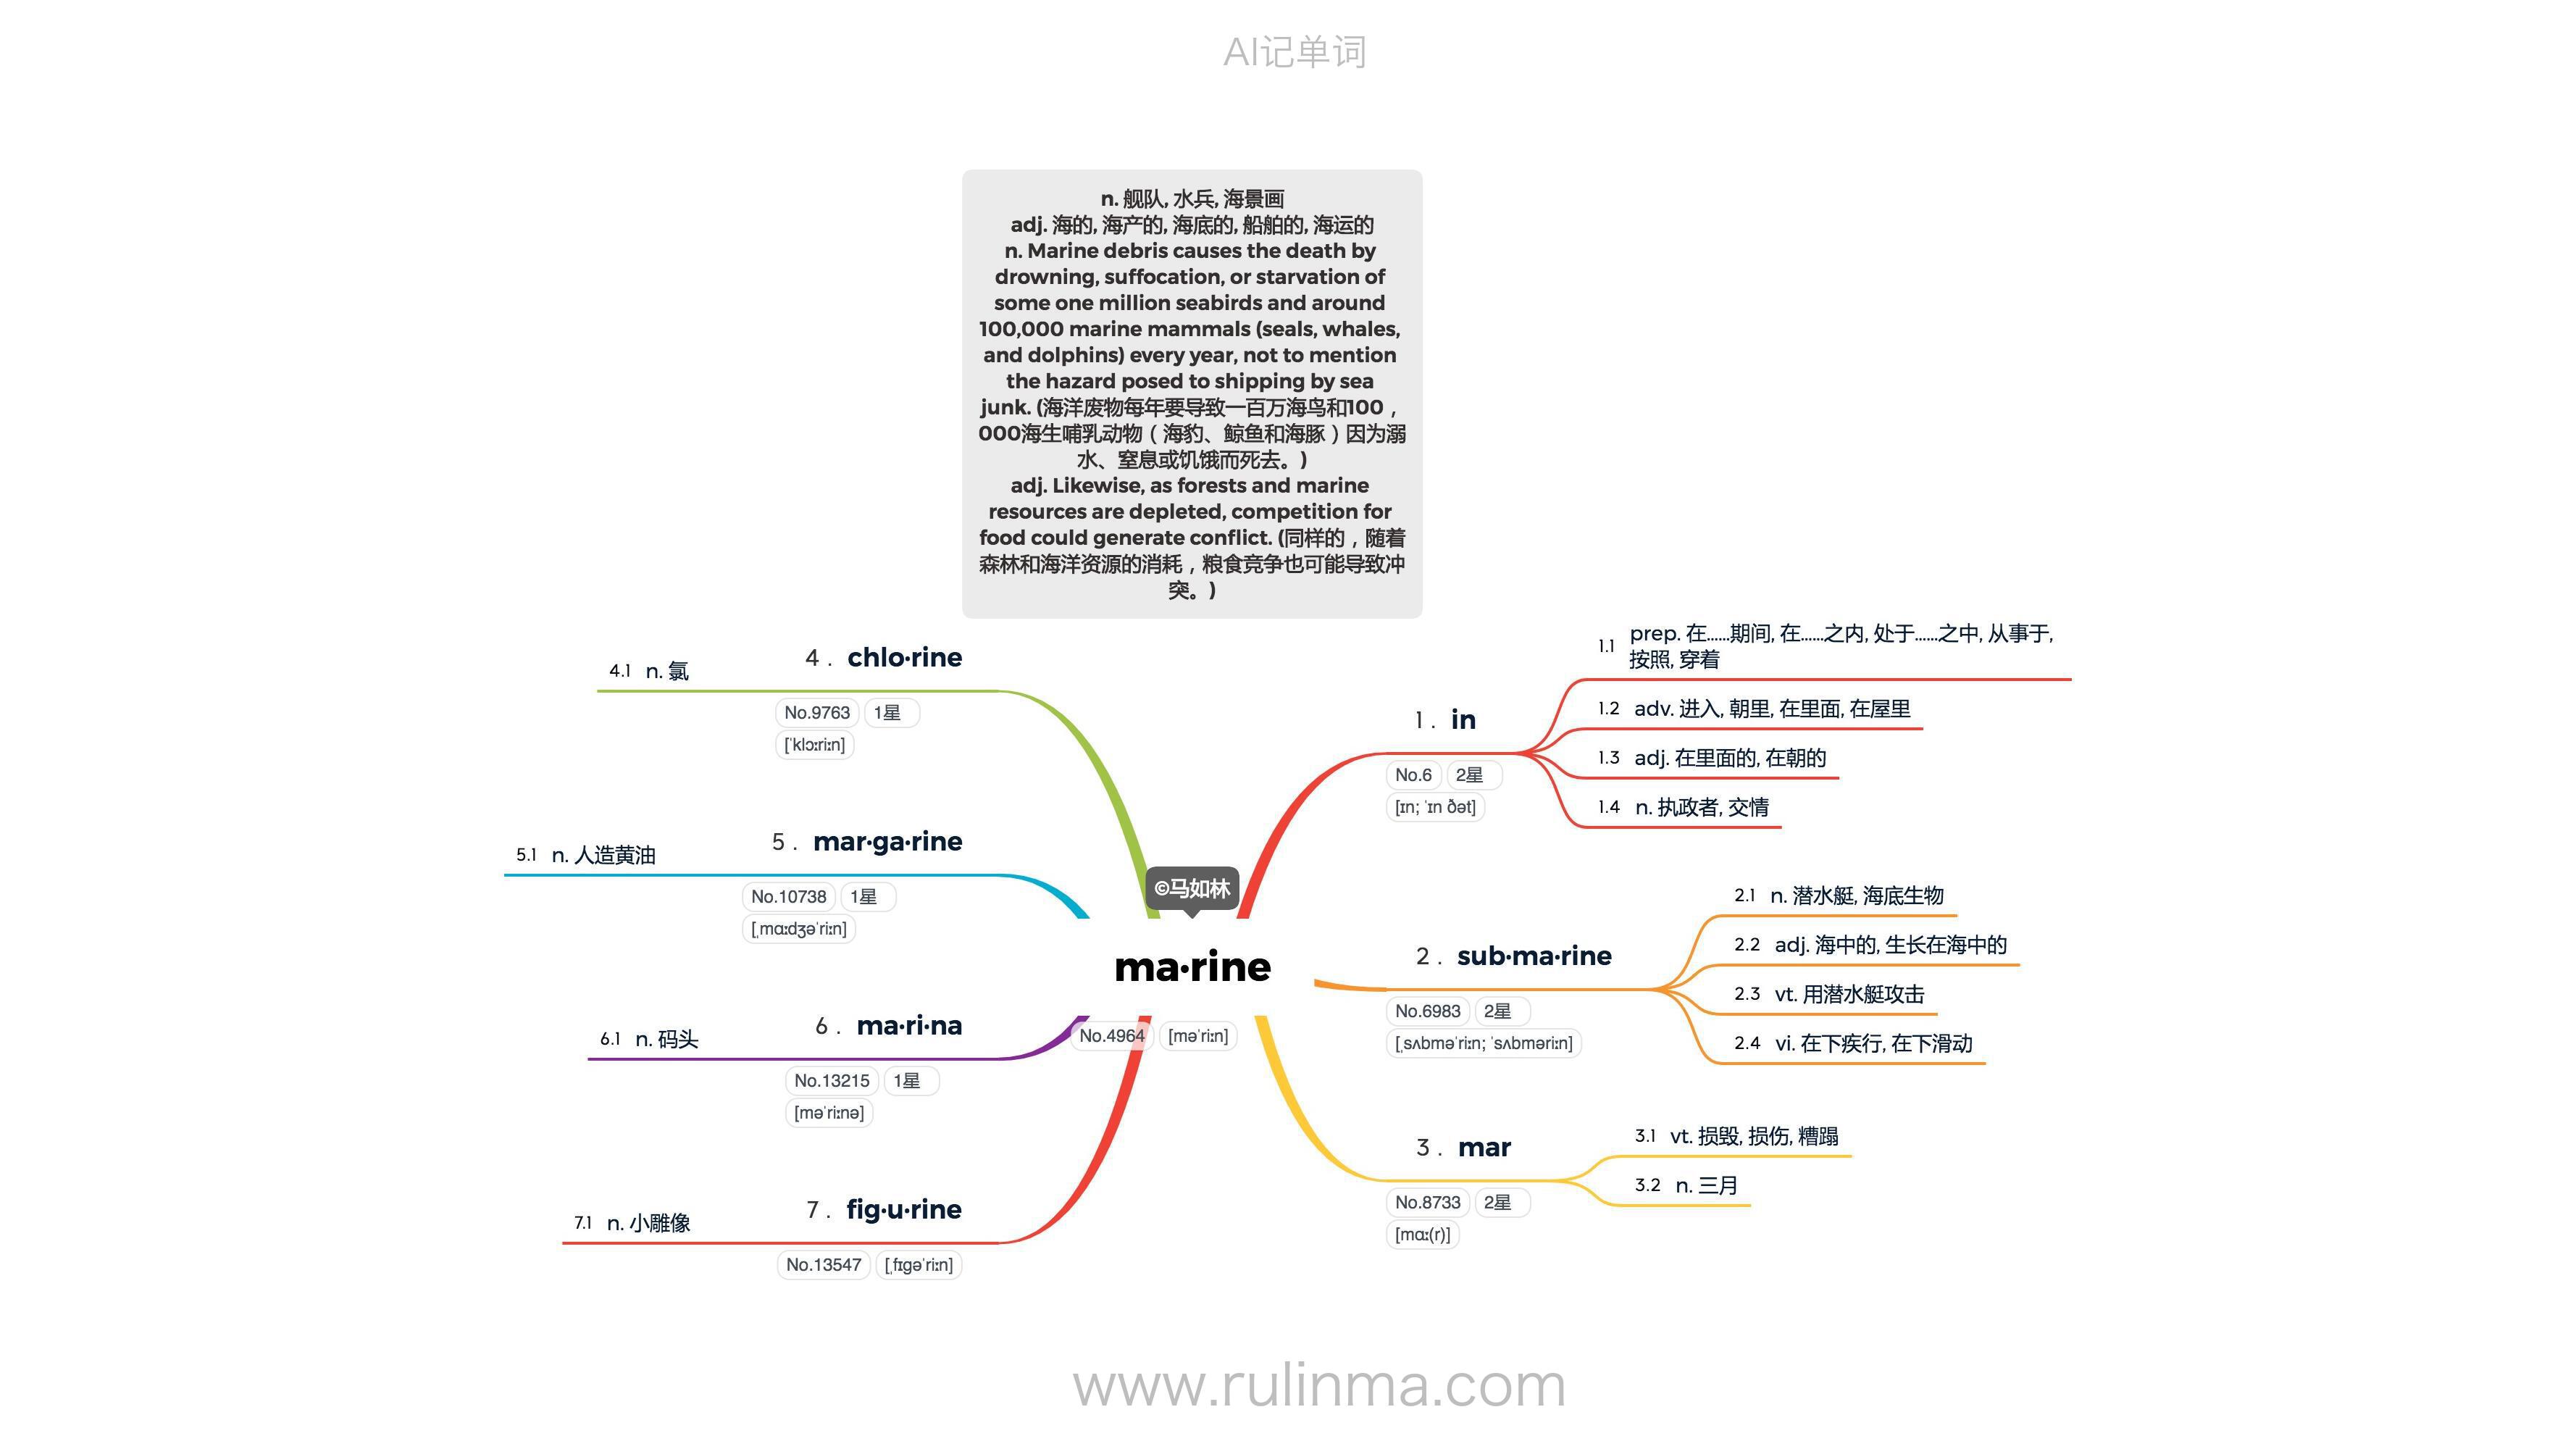 AI记单词
n. 舰队, 水兵, 海景画
adj. 海的, 海产的, 海底的, 船舶的, 海运的
n. Marine debris causes the death by
drowning, suffocation, or starvation of
some one million seabirds and around
100,000 marine mammals (seals, whales,
and dolphins) every year, not to mention
the hazard posed to shipping by sea
junk. (海洋废物每年要导致一百万海鸟和100，
000海生哺乳动物（海豹、鲸鱼和海豚）因为溺
水、窒息或饥饿而死去。)
adj. Likewise, as forests and marine
resources are depleted, competition for
food could generate conflict. (同样的，随着
森林和海洋资源的消耗，粮食竞争也可能导致冲
突。)
©马如林
ma·rine
No.4964 [məˈriːn]
1. in
No.6 2星
[ɪn; ˈɪn ðət]
1.1 prep. 在……期间, 在……之内, 处于……之中, 从事于,
按照, 穿着
1.2 adv. 进入, 朝里, 在里面, 在屋里
1.3 adj. 在里面的, 在朝的
1.4 n. 执政者, 交情
2. sub·ma·rine
No.6983 2星
[ˌsʌbməˈriːn; ˈsʌbməriːn]
2.1 n. 潜水艇, 海底生物
2.2 adj. 海中的, 生长在海中的
2.3 vt. 用潜水艇攻击
2.4 vi. 在下疾行, 在下滑动
3. mar
No.8733 2星
[mɑː(r)]
3.1 vt. 损毁, 损伤, 糟蹋
3.2 n. 三月
4. chlo·rine
No.9763 1星
[ˈklɔːriːn]
4.1 n. 氯
5. mar·ga·rine
No.10738 1星
[ˌmɑːdʒəˈriːn]
5.1 n. 人造黄油
6. ma·ri·na
No.13215 1星
[məˈriːnə]
6.1 n. 码头
7. fig·u·rine
No.13547 [ˌfɪɡəˈriːn]
7.1 n. 小雕像
www.rulinma.com